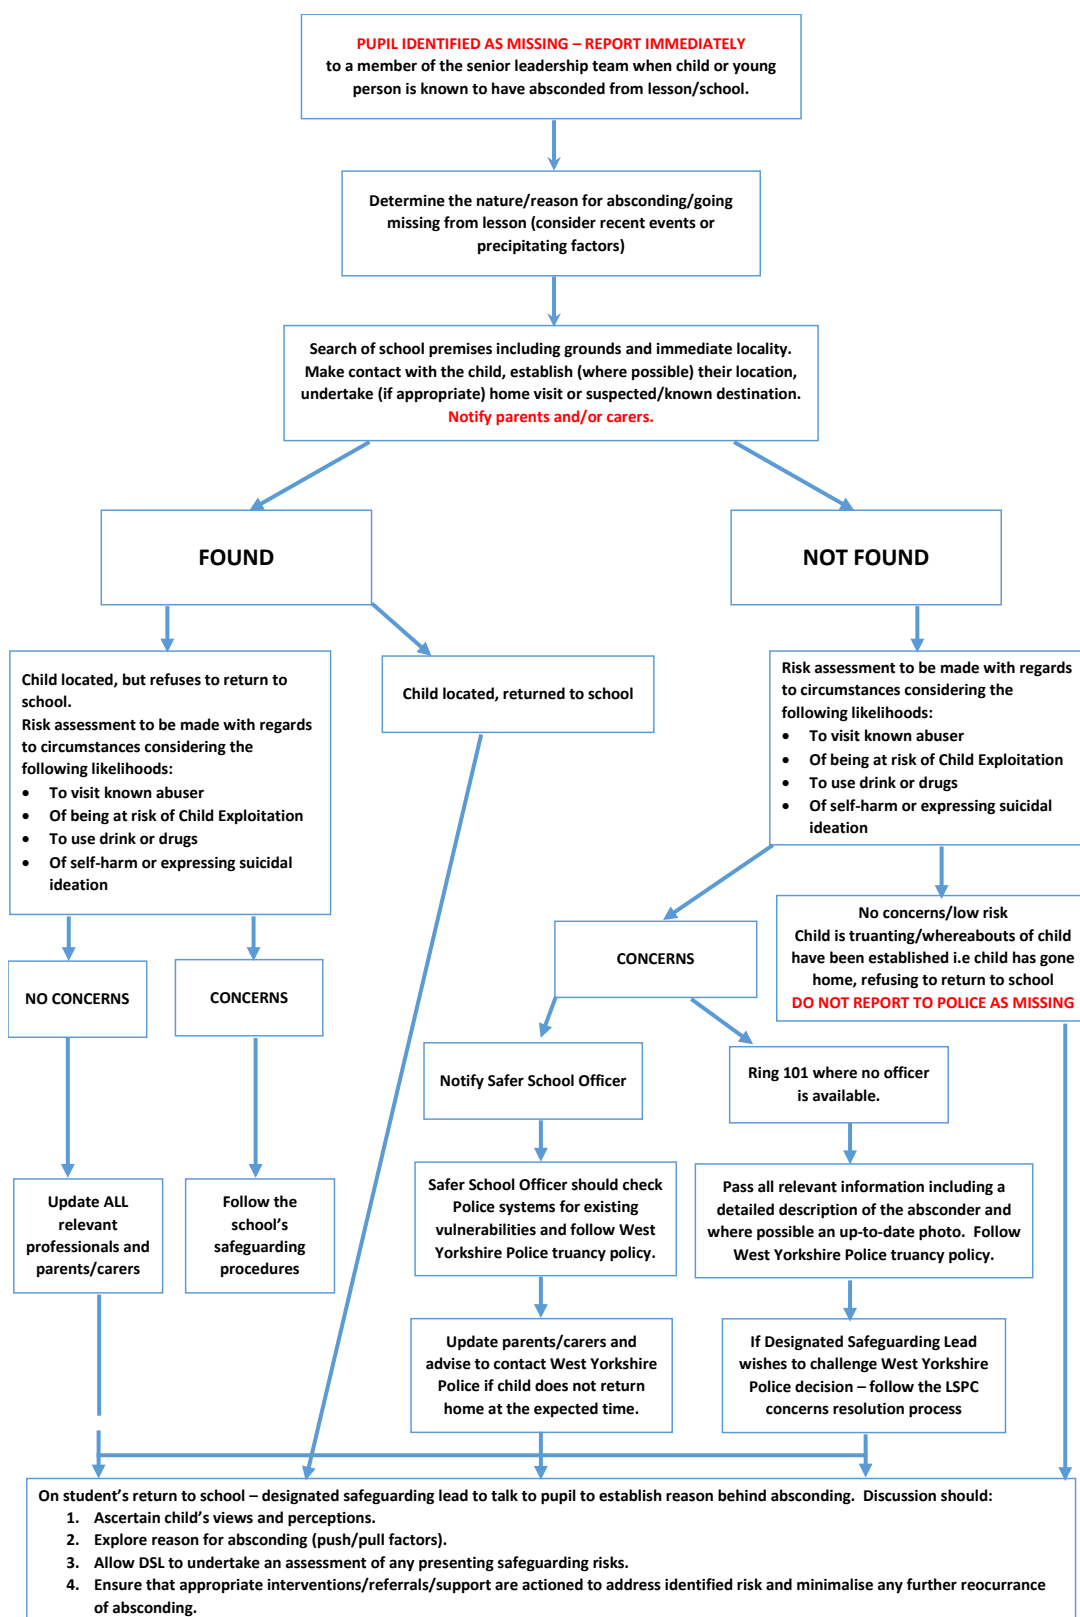 PUPIL IDENTIFIED AS MISSING – REPORT IMMEDIATELY
to a member of the senior leadership team when child or young
person is known to have absconded from lesson/school.
Determine the nature/reason for absconding/going
missing from lesson (consider recent events or
precipitating factors)
Search of school premises including grounds and immediate locality.
Make contact with the child, establish (where possible) their location,
undertake (if appropriate) home visit or suspected/known destination.
Notify parents and/or carers.
FOUND
NOT FOUND
Child located, but refuses to return to
school.
Risk assessment to be made with regards
to circumstances considering the
following likelihoods:
• To visit known abuser
• Of being at risk of Child Exploitation
• To use drink or drugs
• Of self-harm or expressing suicidal
ideation
Child located, returned to school
Risk assessment to be made with regards
to circumstances considering the
following likelihoods:
• To visit known abuser
• Of being at risk of Child Exploitation
• To use drink or drugs
• Of self-harm or expressing suicidal
ideation
NO CONCERNS
CONCERNS
CONCERNS
No concerns/low risk
Child is truanting/whereabouts of child
have been established i.e child has gone
home, refusing to return to school
DO NOT REPORT TO POLICE AS MISSING
Notify Safer School Officer
Ring 101 where no officer
is available.
Update ALL
relevant
professionals and
parents/carers
Follow the
school's
safeguarding
procedures
Safer School Officer should check
Police systems for existing
vulnerabilities and follow West
Yorkshire Police truancy policy.
Pass all relevant information including a
detailed description of the absconder and
where possible an up-to-date photo.  Follow
West Yorkshire Police truancy policy.
Update parents/carers and
advise to contact West Yorkshire
Police if child does not return
home at the expected time.
If Designated Safeguarding Lead
wishes to challenge West Yorkshire
Police decision – follow the LSPC
concerns resolution process
On student's return to school – designated safeguarding lead to talk to pupil to establish reason behind absconding.  Discussion should:
1. Ascertain child's views and perceptions.
2. Explore reason for absconding (push/pull factors).
3. Allow DSL to undertake an assessment of any presenting safeguarding risks.
4. Ensure that appropriate interventions/referrals/support are actioned to address identified risk and minimalise any further reocurrance
of absconding.